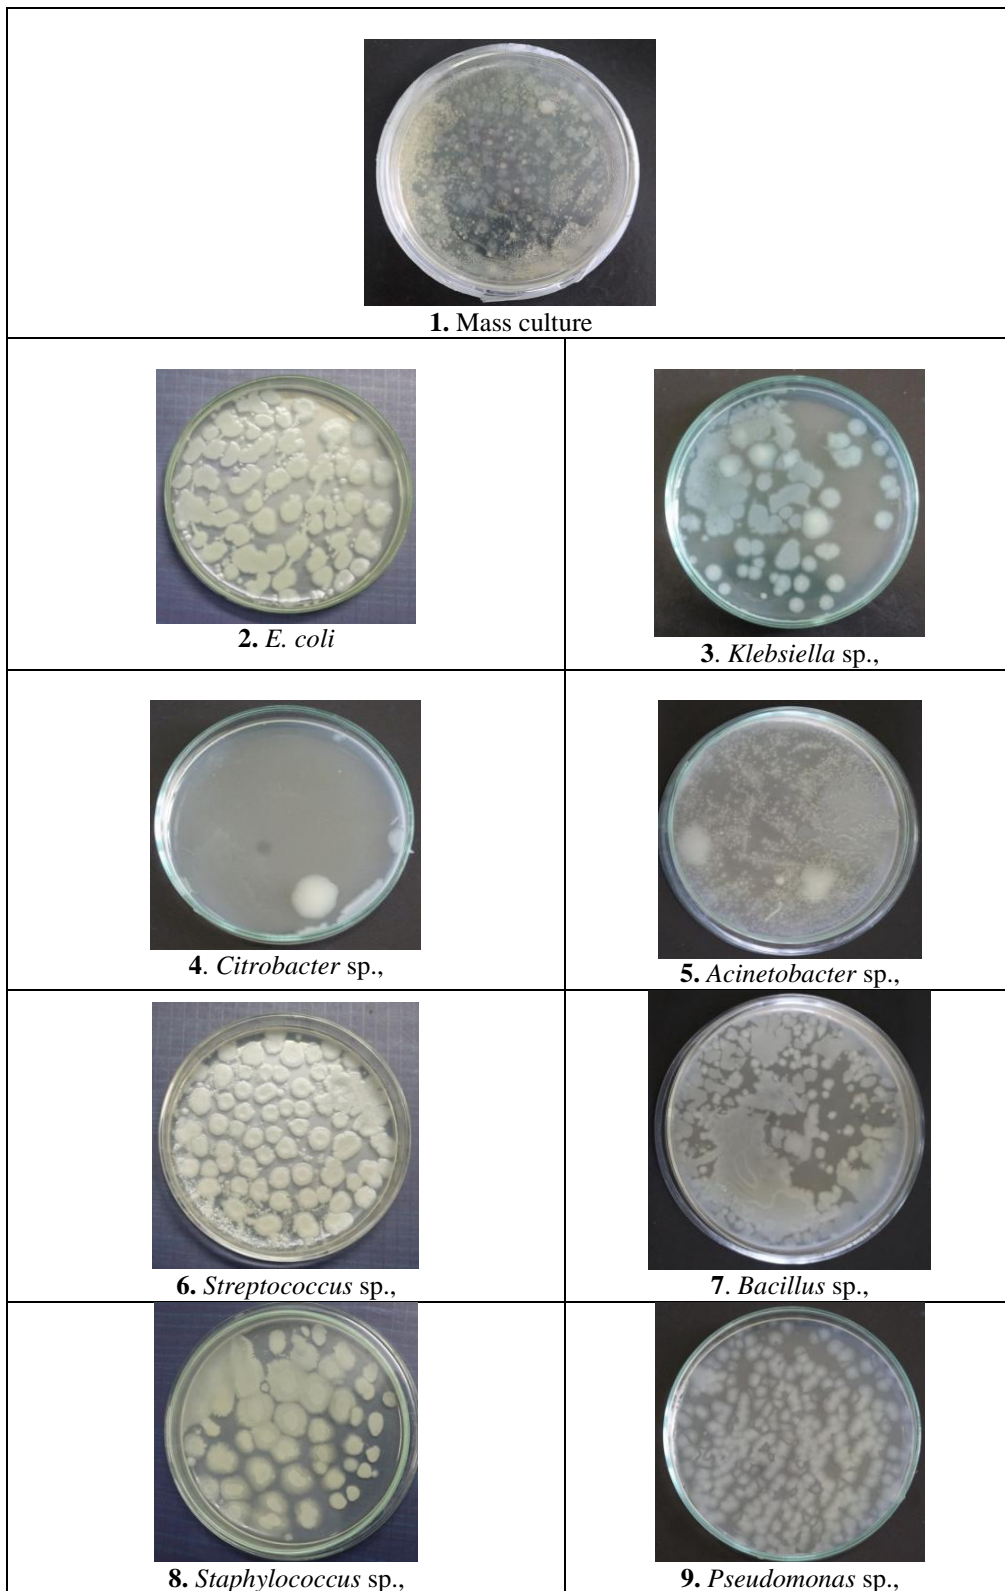 1. Mass culture
2. E. coli
3. Klebsiella sp.,
4. Citrobacter sp.,
5. Acinetobacter sp.,
6. Streptococcus sp.,
7. Bacillus sp.,
8. Staphylococcus sp.,
9. Pseudomonas sp.,